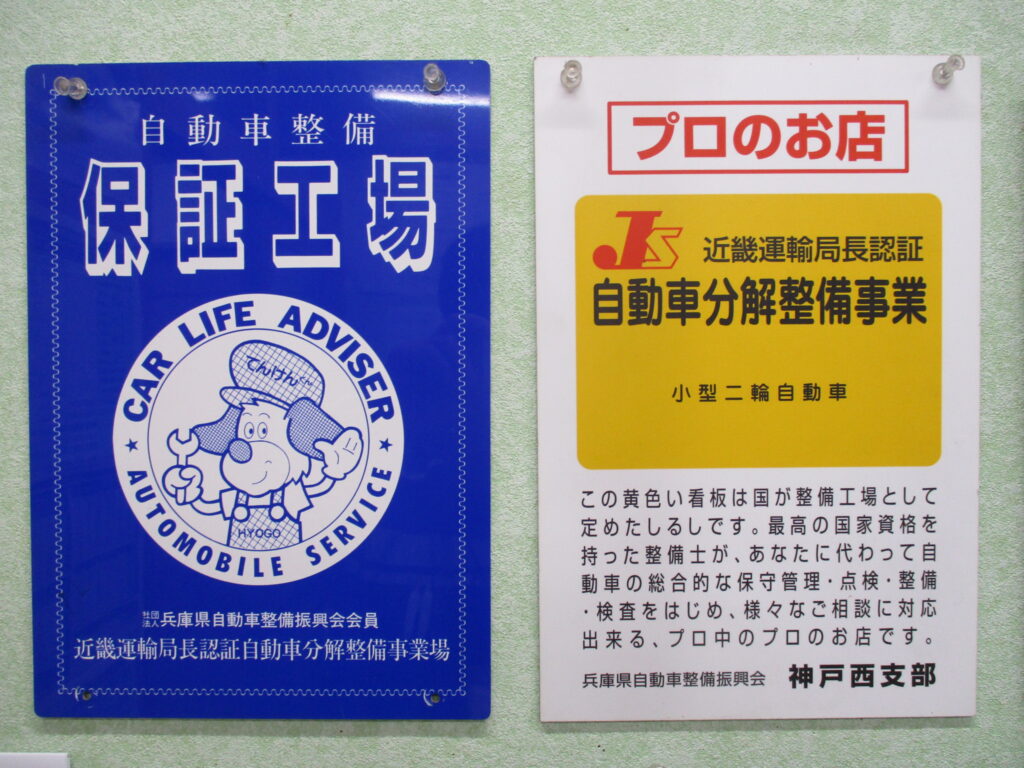 自動車整備
保証工場
CAR LIFE ADVISER
てんけんくん
HYOGO
★ AUTOMOBILE SERVICE ★
社団法人兵庫県自動車整備振興会会員
近畿運輸局長認証自動車分解整備事業場
プロのお店
JS 近畿運輸局長認証
自動車分解整備事業
小型二輪自動車
この黄色い看板は国が整備工場として
定めたしるしです。最高の国家資格を
持った整備士が、あなたに代わって自
動車の総合的な保守管理・点検・整備
・検査をはじめ、様々なご相談に対応
出来る、プロ中のプロのお店です。
兵庫県自動車整備振興会 神戸西支部